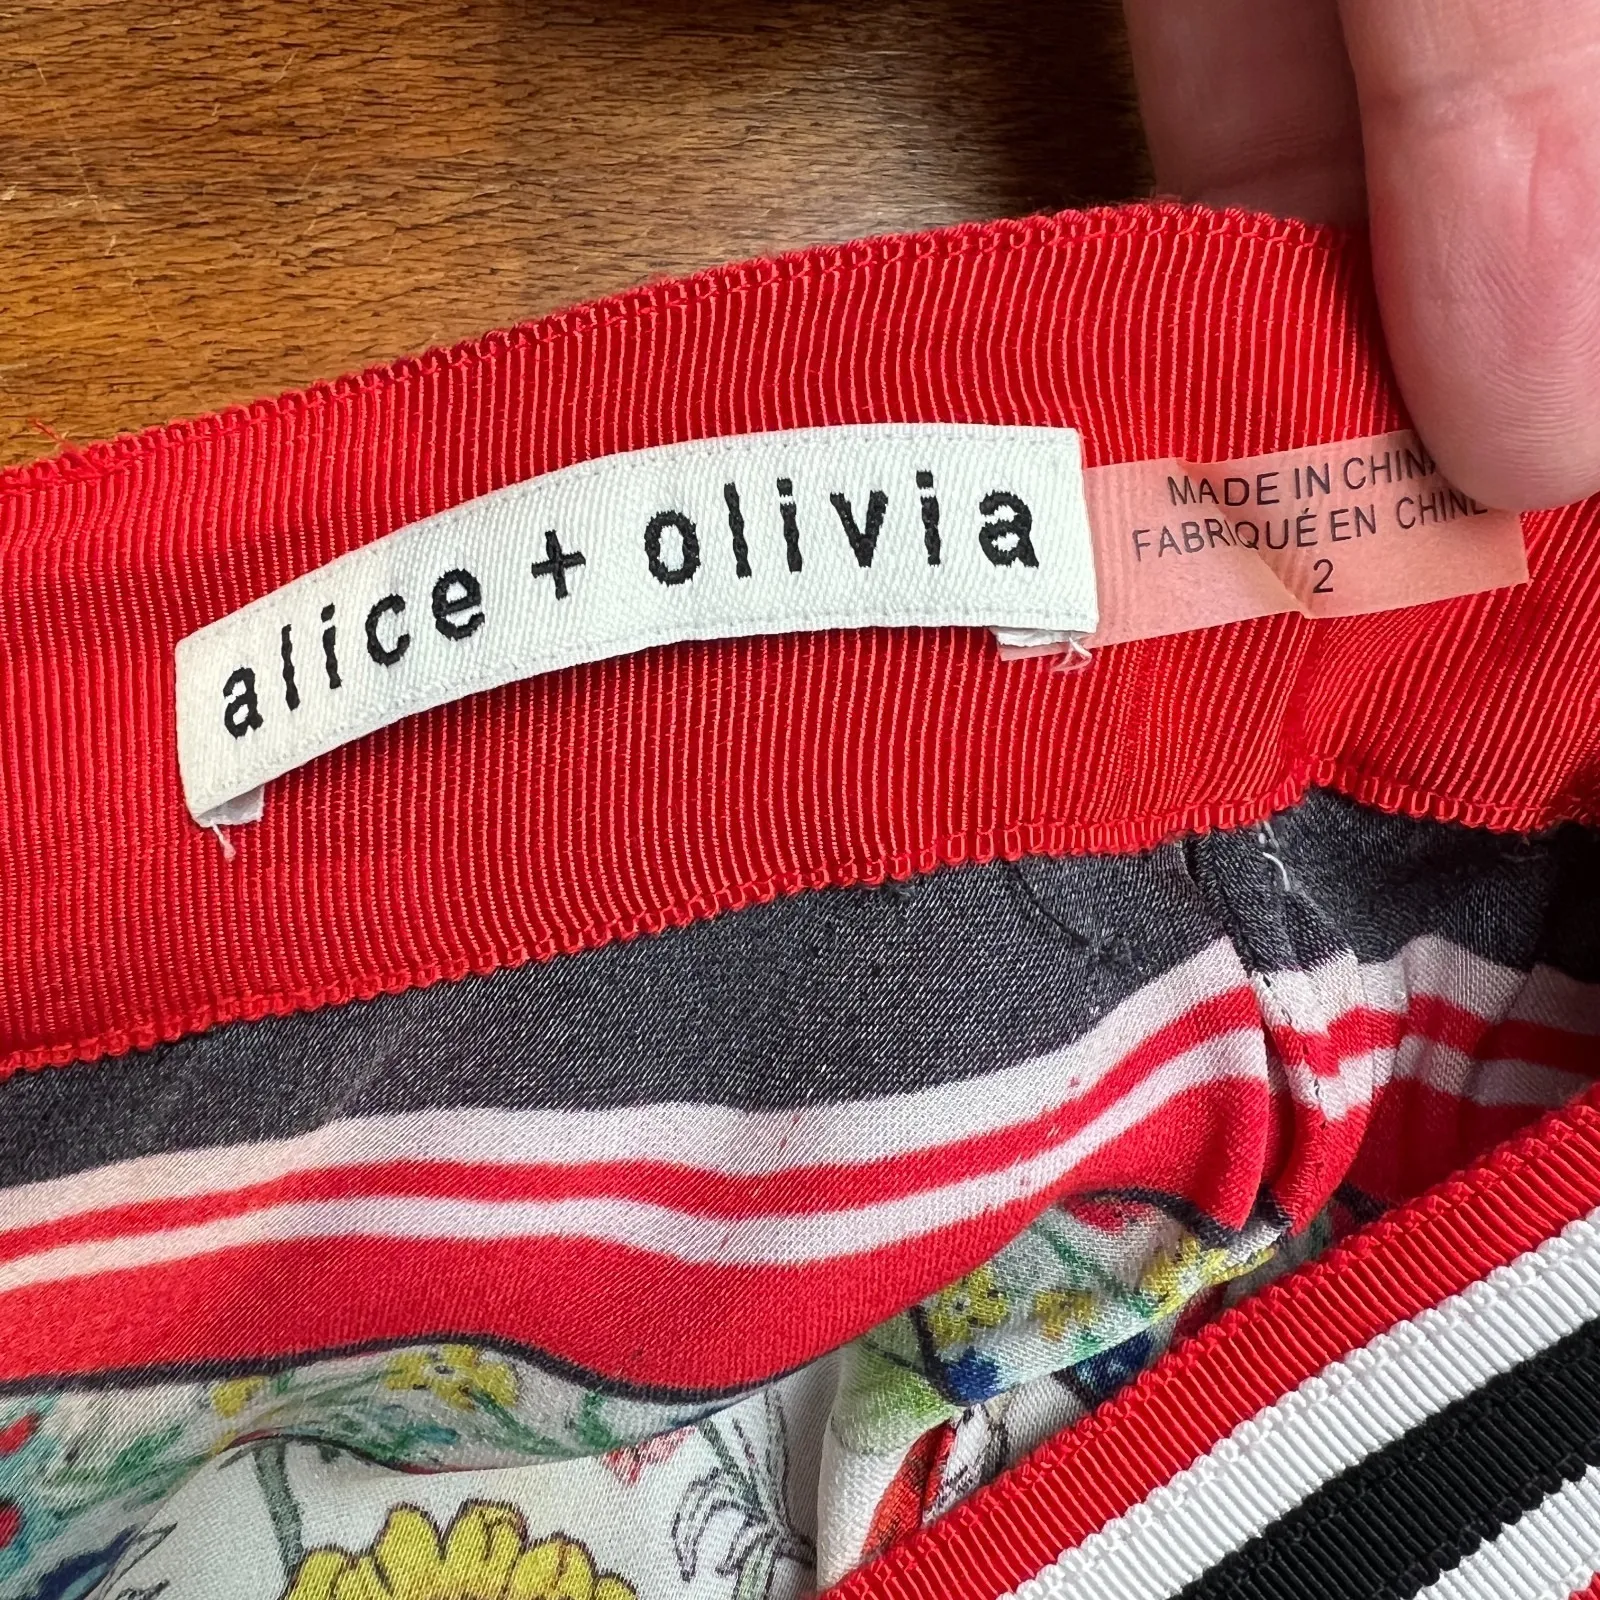 alice + olivia
MADE IN CHINA
FABRIQUÉ EN CHINE
2